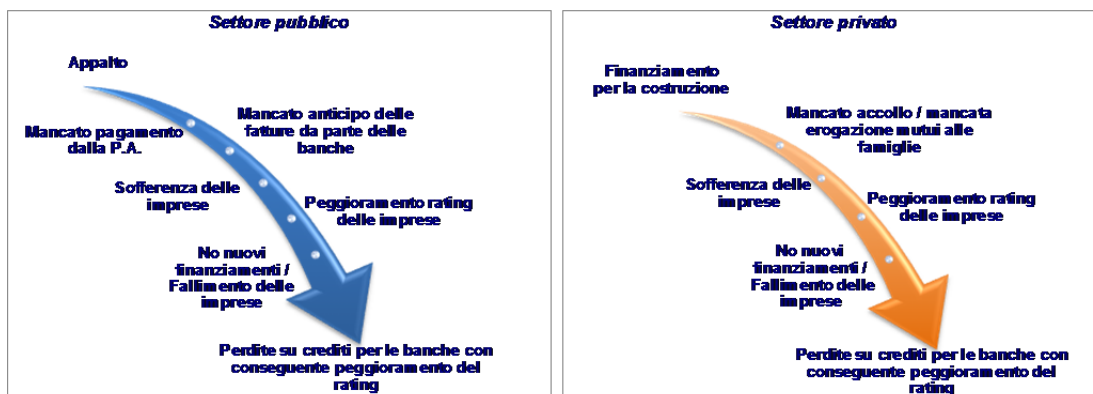 Settore pubblico
Appalto
Mancato pagamento
dalla P.A.
Mancato anticipo delle
fatture da parte delle
banche
Sofferenza delle
imprese
Peggioramento rating
delle imprese
No nuovi
finanziamenti /
Fallimento delle
imprese
Perdite su crediti per le banche con
conseguente peggioramento del
rating
Settore privato
Finanziamento
per la costruzione
Mancato accollo / mancata
erogazione mutui alle
famiglie
Sofferenza delle
imprese
Peggioramento rating
delle imprese
No nuovi
finanziamenti /
Fallimento delle
imprese
Perdite su crediti per le banche con
conseguente peggioramento del
rating